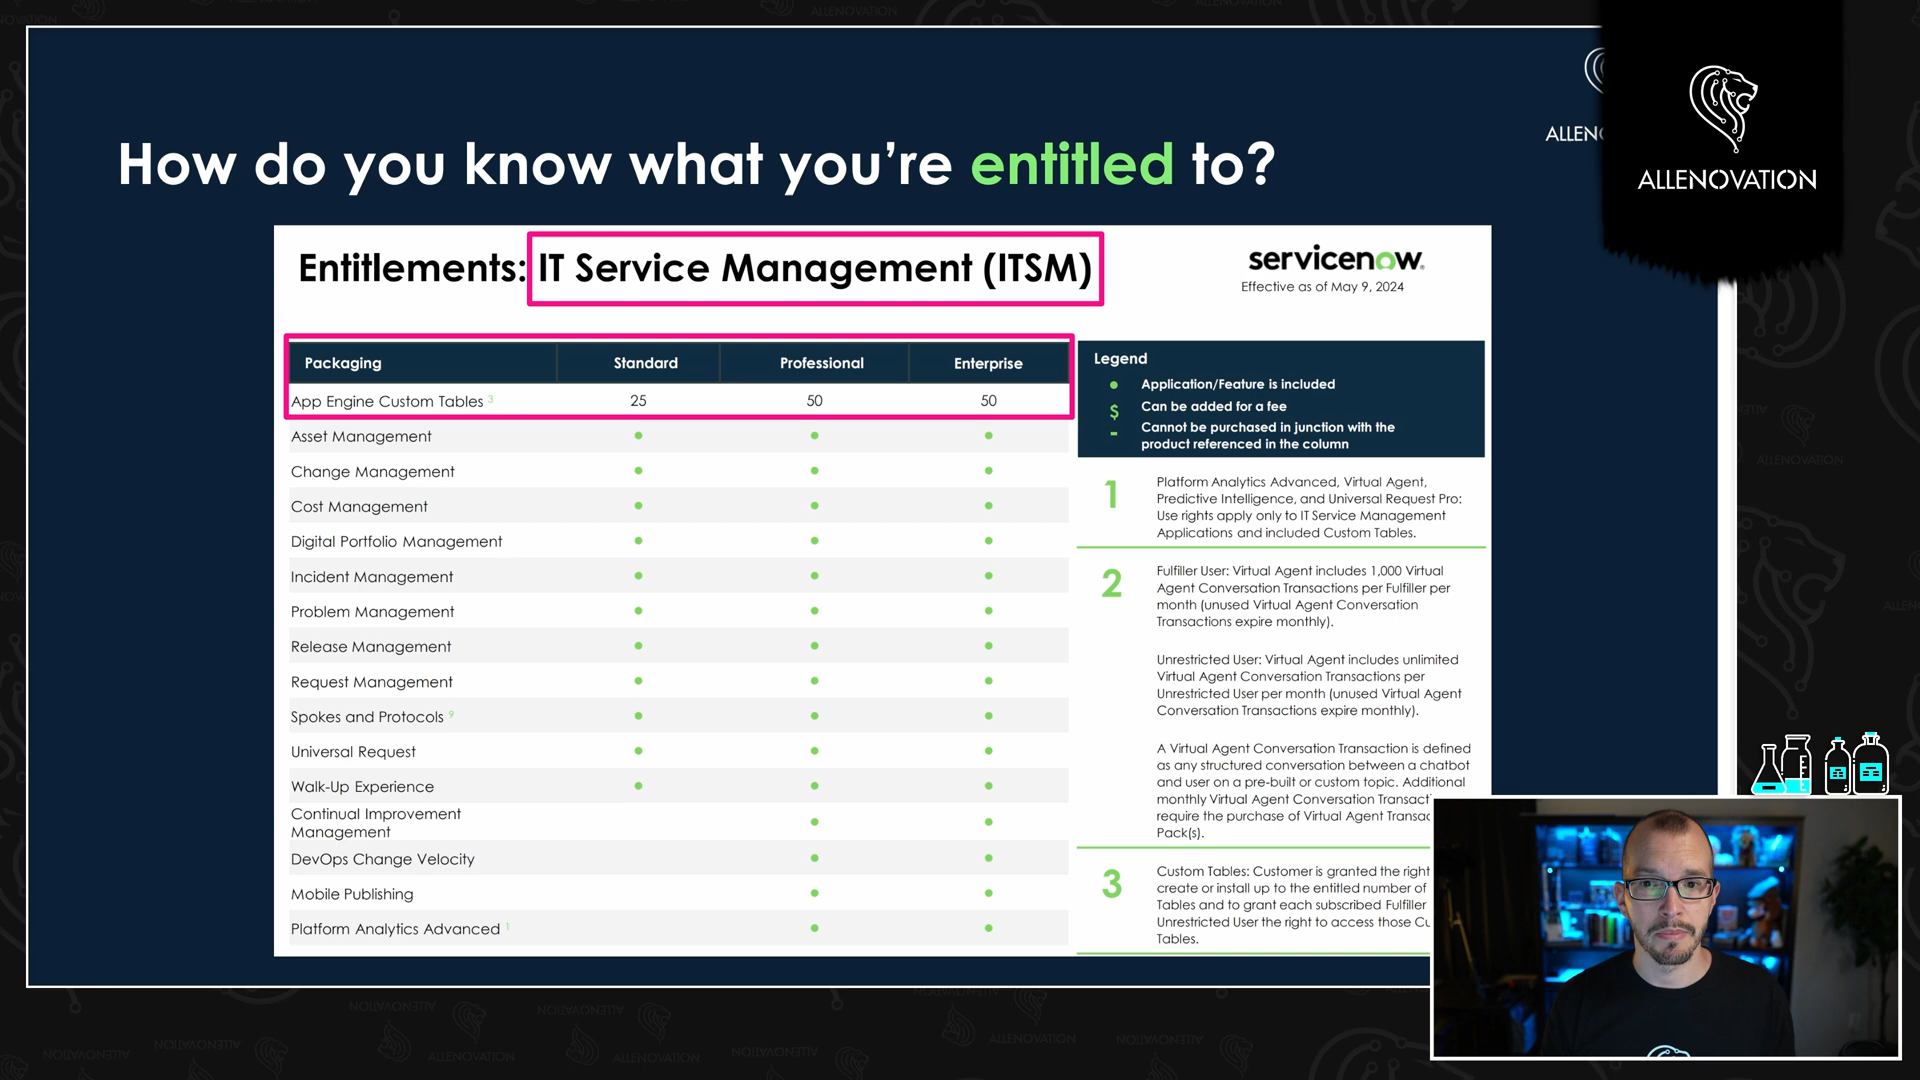 How do you know what you're entitled to?
ALLENOVATION
Entitlements: IT Service Management (ITSM)
servicenow
Effective as of May 9, 2024
Packaging Standard Professional Enterprise
App Engine Custom Tables 3 25 50 50
Asset Management
Change Management
Cost Management
Digital Portfolio Management
Incident Management
Problem Management
Release Management
Request Management
Spokes and Protocols 9
Universal Request
Walk-Up Experience
Continual Improvement
Management
DevOps Change Velocity
Mobile Publishing
Platform Analytics Advanced 1
Legend
Application/Feature is included
$ Can be added for a fee
- Cannot be purchased in junction with the
product referenced in the column
1 Platform Analytics Advanced, Virtual Agent,
Predictive Intelligence, and Universal Request Pro:
Use rights apply only to IT Service Management
Applications and included Custom Tables.
2 Fulfiller User: Virtual Agent includes 1,000 Virtual
Agent Conversation Transactions per Fulfiller per
month (unused Virtual Agent Conversation
Transactions expire monthly).
Unrestricted User: Virtual Agent includes unlimited
Virtual Agent Conversation Transactions per
Unrestricted User per month (unused Virtual Agent
Conversation Transactions expire monthly).
A Virtual Agent Conversation Transaction is defined
as any structured conversation between a chatbot
and user on a pre-built or custom topic. Additional
monthly Virtual Agent Conversation
require the purchase of Virtual Agent
Pack(s).
3 Custom Tables: Customer is granted the right
create or install up to the entitled number of
Tables and to grant each subscribed Fulfiller
Unrestricted User the right to access those
Tables.